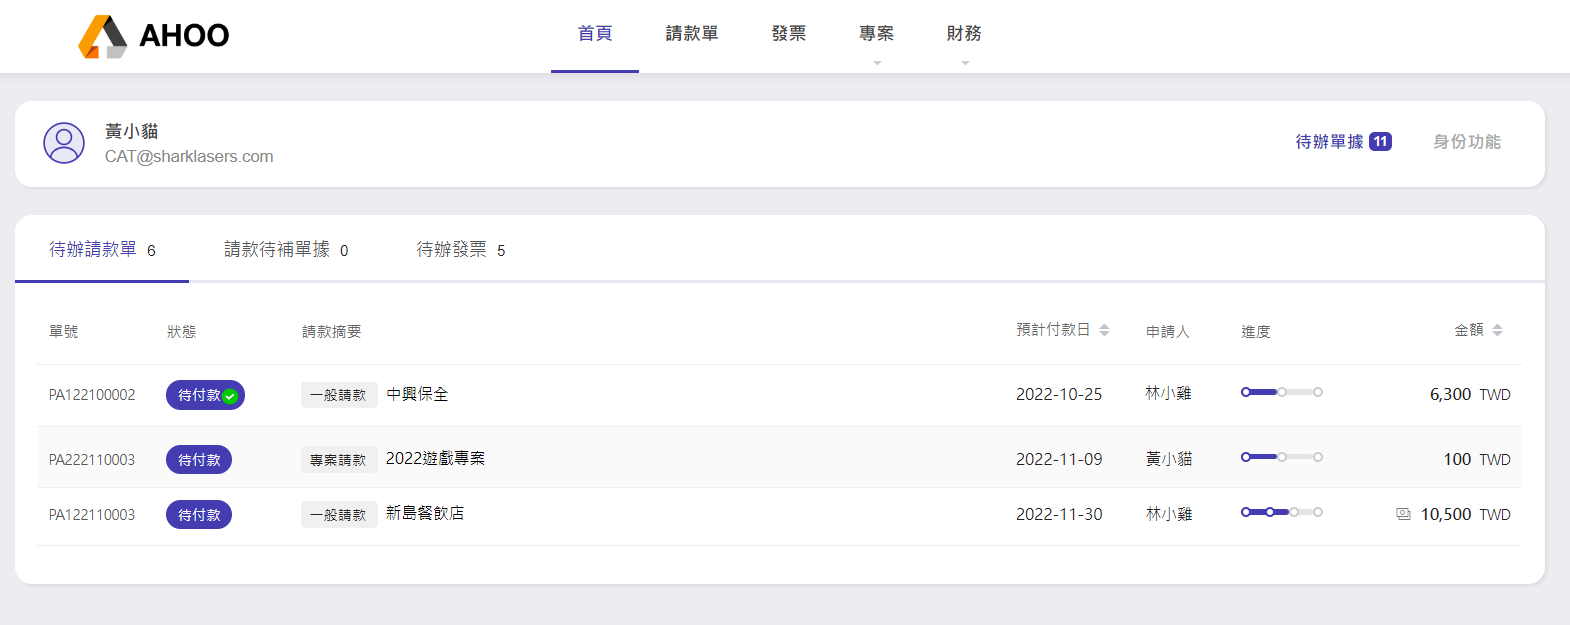 AHOO
首頁 請款單 發票 專案 財務
黃小貓
CAT@sharklasers.com
待辦單據 11 身份功能
待辦請款單 6 請款待補單據 0 待辦發票 5
單號 狀態 請款摘要 預計付款日 申請人 進度 金額
PA122100002 待付款 一般請款 中興保全 2022-10-25 林小雞 6,300 TWD
PA222110003 待付款 專案請款 2022遊戲專案 2022-11-09 黃小貓 100 TWD
PA122110003 待付款 一般請款 新島餐飲店 2022-11-30 林小雞 10,500 TWD